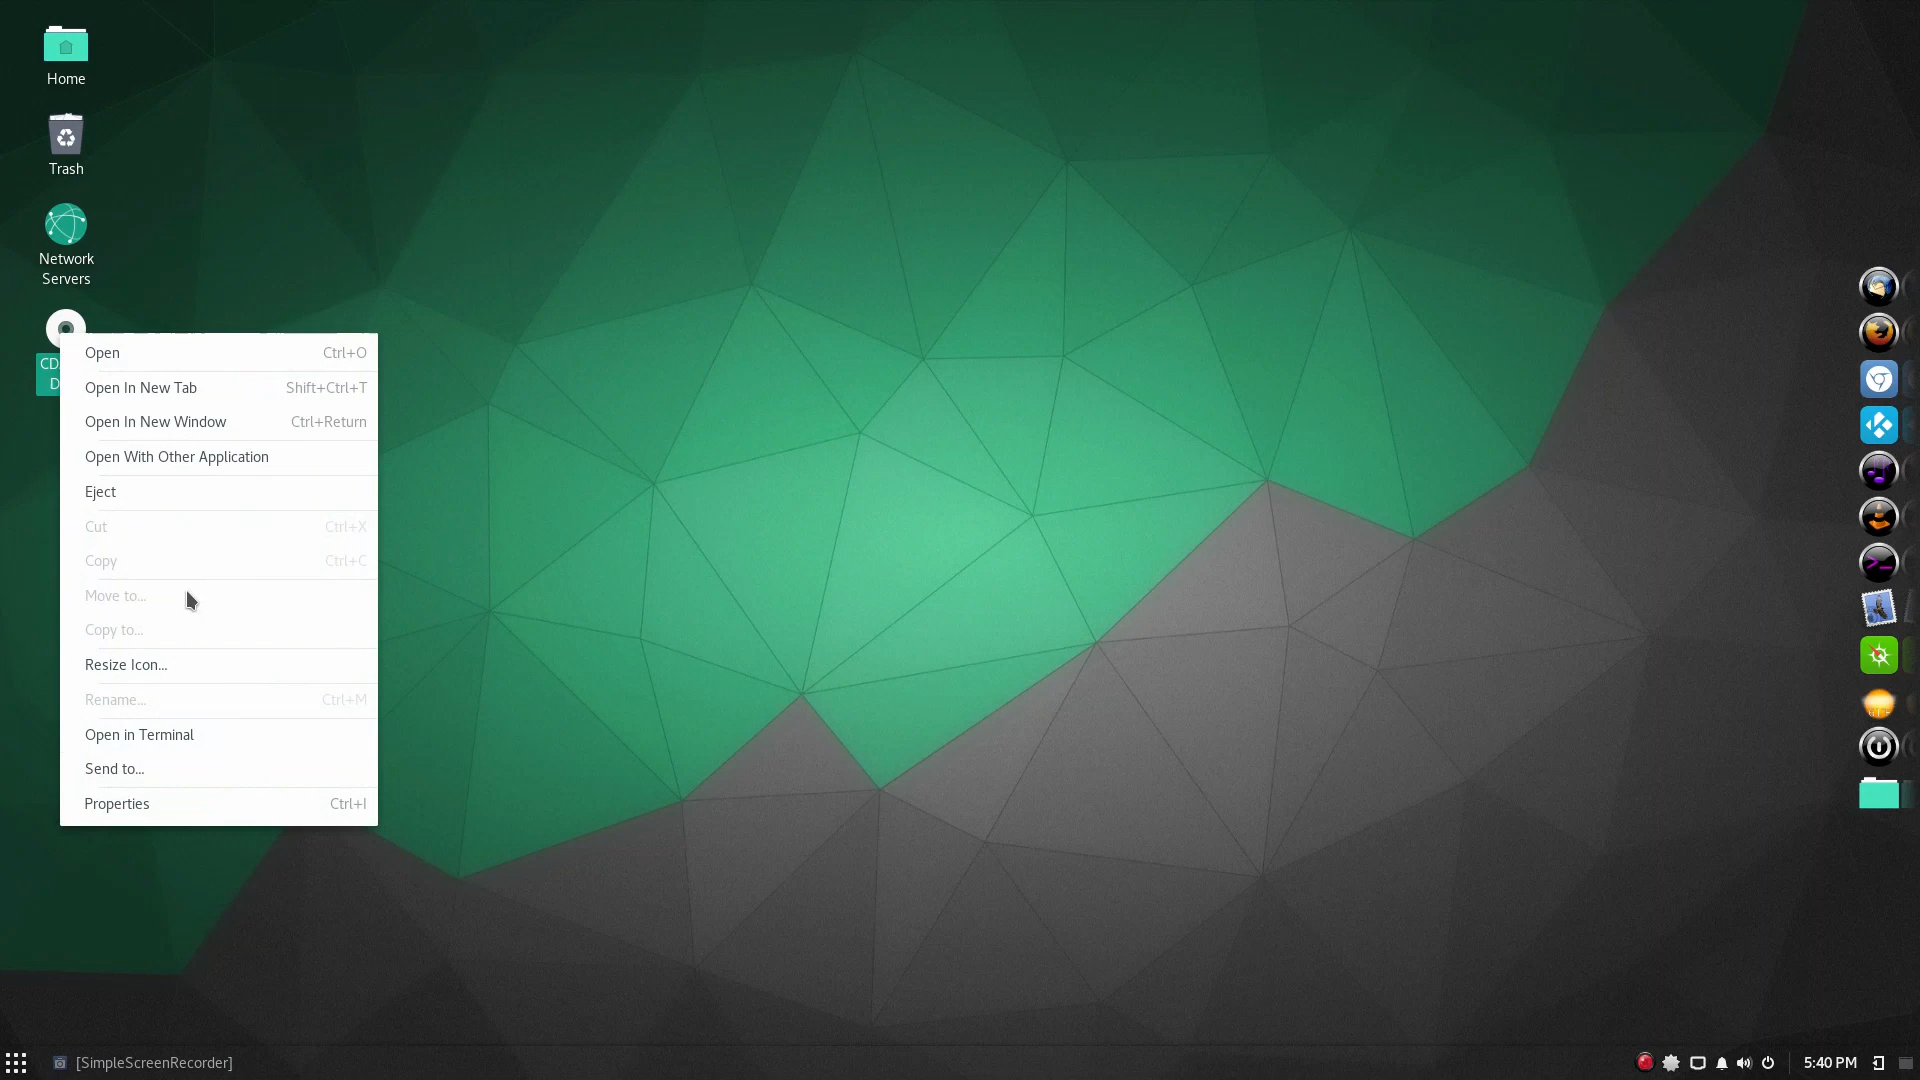 Home
Trash
Network
Servers
CD
D
Open Ctrl+O
Open In New Tab Shift+Ctrl+T
Open In New Window Ctrl+Return
Open With Other Application
Eject
Cut Ctrl+X
Copy Ctrl+C
Move to...
Copy to...
Resize Icon...
Rename... Ctrl+M
Open in Terminal
Send to...
Properties Ctrl+I
[SimpleScreenRecorder]
5:40 PM